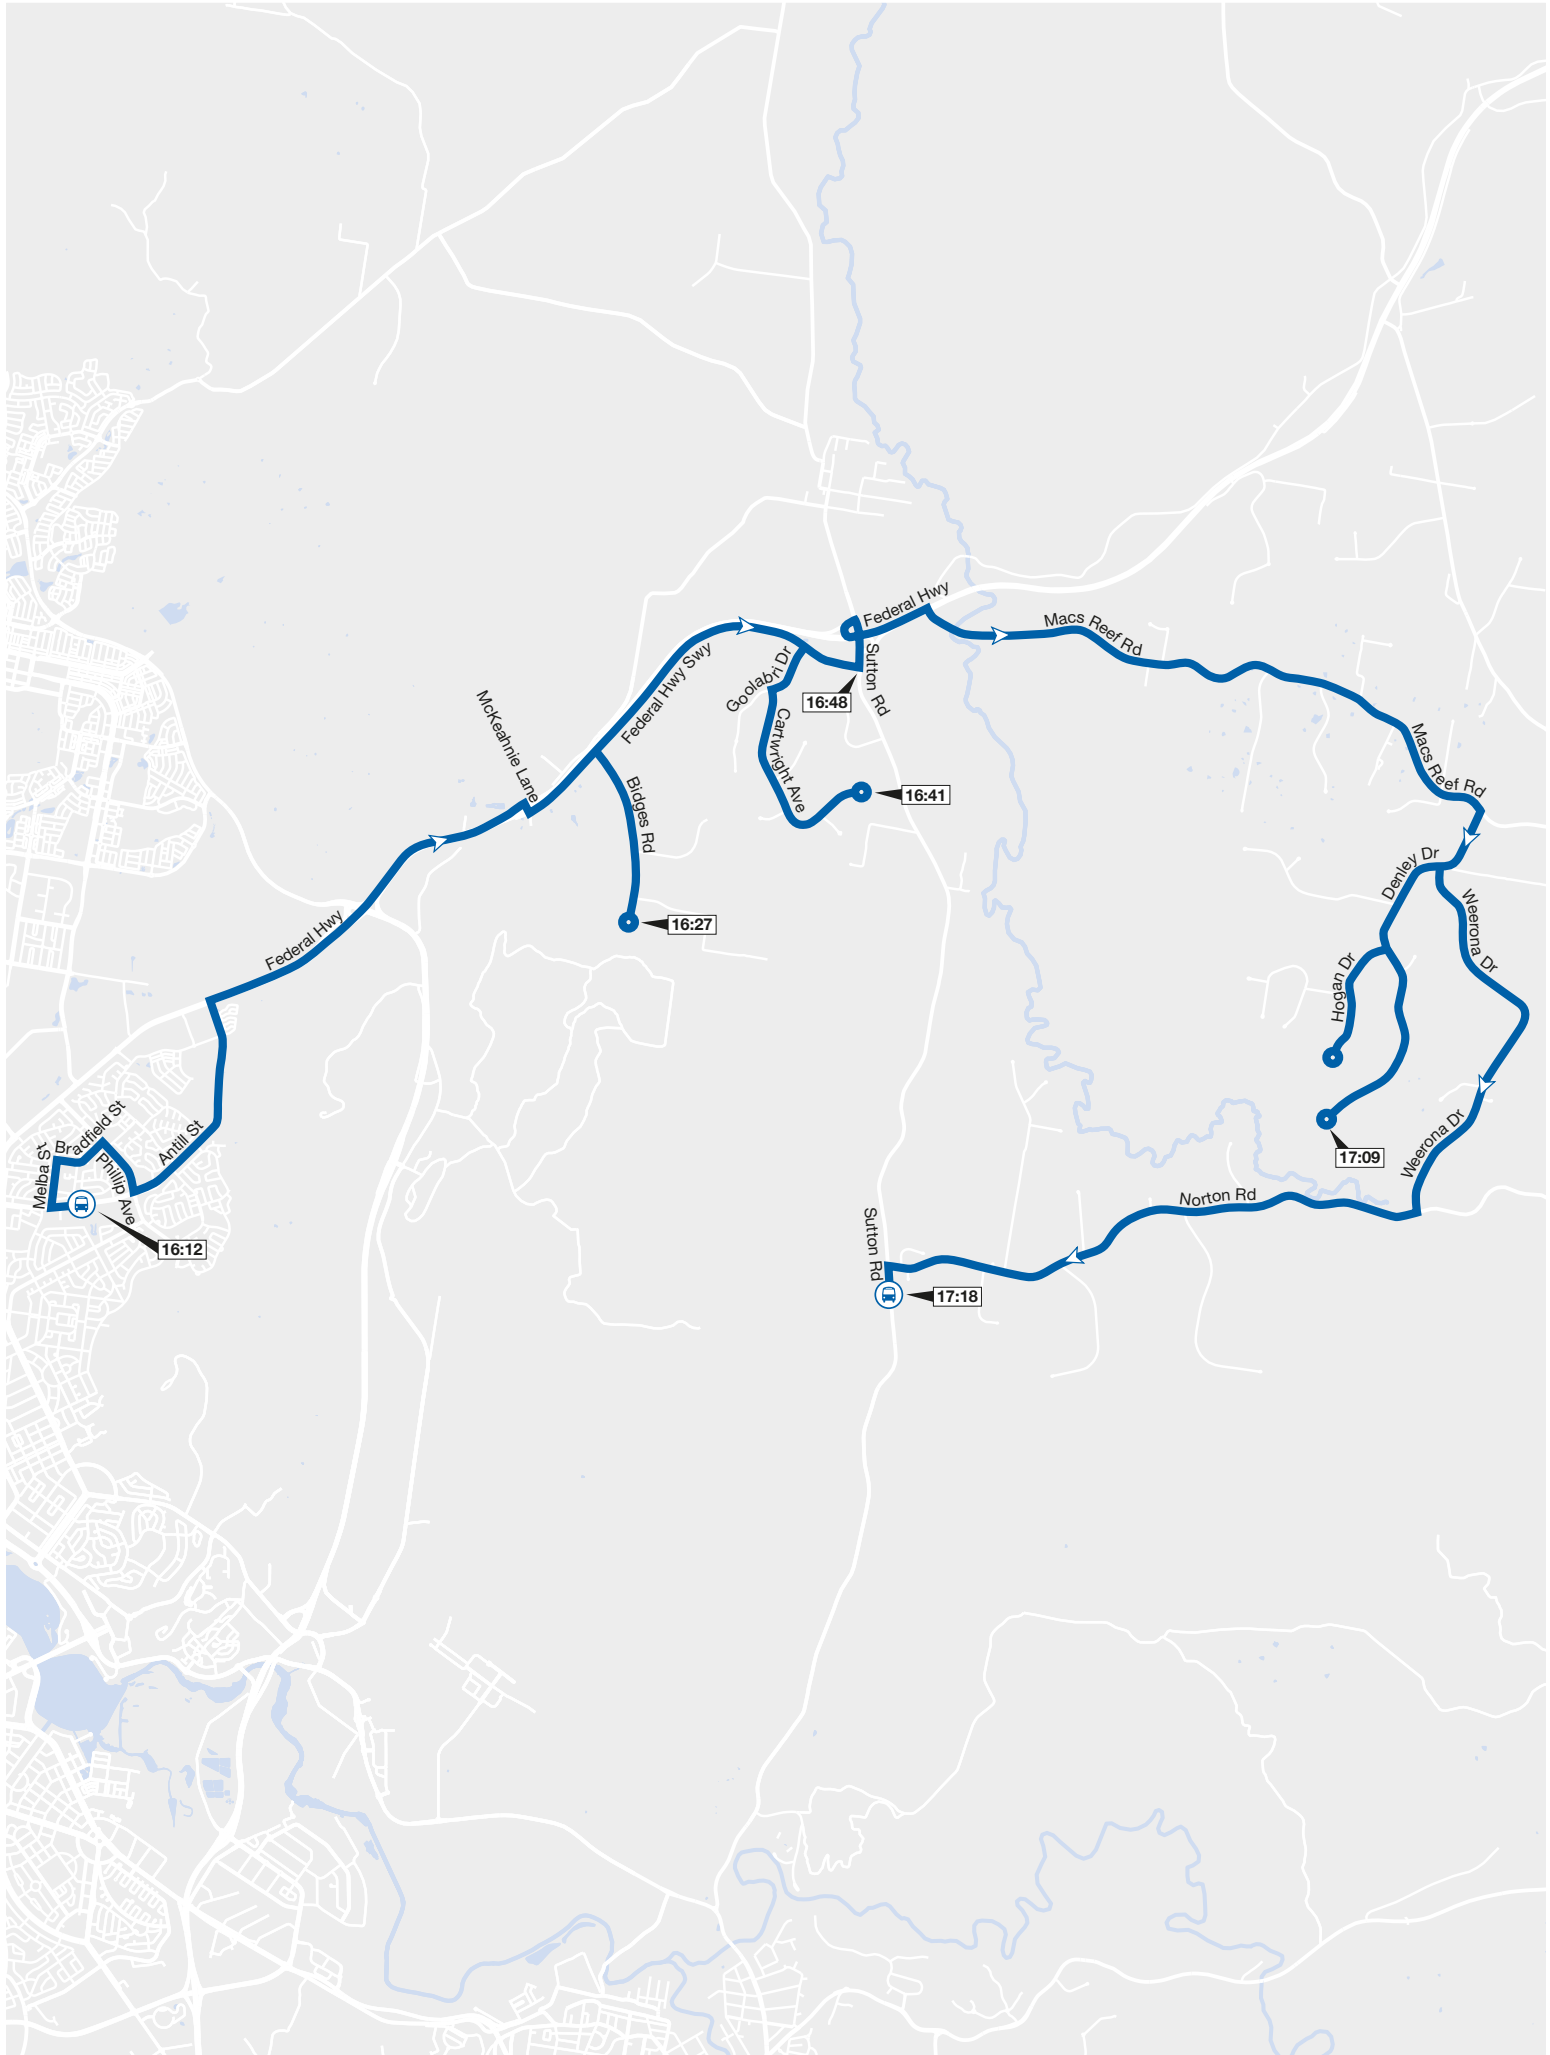 Federal Hwy
Macs Reef Rd
Sutton Rd
Goolabri Dr
Federal Hwy Swy
16:48
McKeahnie Lane
Cartwright Ave
Macs Reef Rd
Bidges Rd
16:41
Denley Dr
Weerona Dr
Federal Hwy
16:27
Hogan Dr
Bradfield St
Antill St
Melba St
Phillip Ave
Weerona Dr
17:09
Norton Rd
Sutton Rd
16:12
17:18